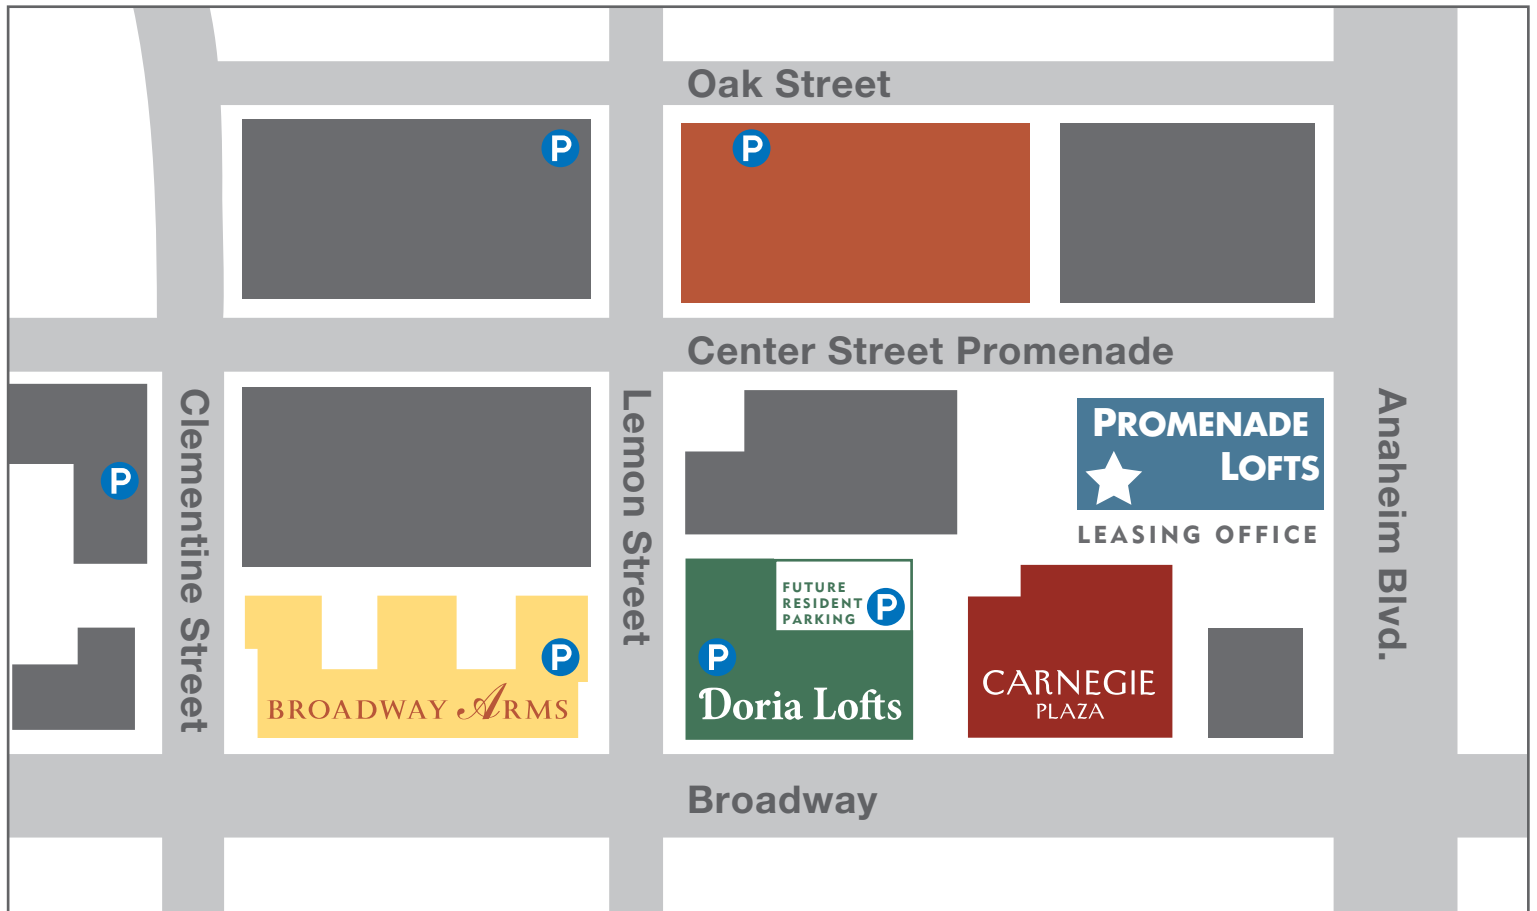 Oak Street
P
P
Center Street Promenade
Clementine Street
Lemon Street
Anaheim Blvd.
PROMENADE
LOFTS
LEASING OFFICE
P
FUTURE
RESIDENT
PARKING
P
P
P
BROADWAY ARMS
Doria Lofts
CARNEGIE
PLAZA
Broadway